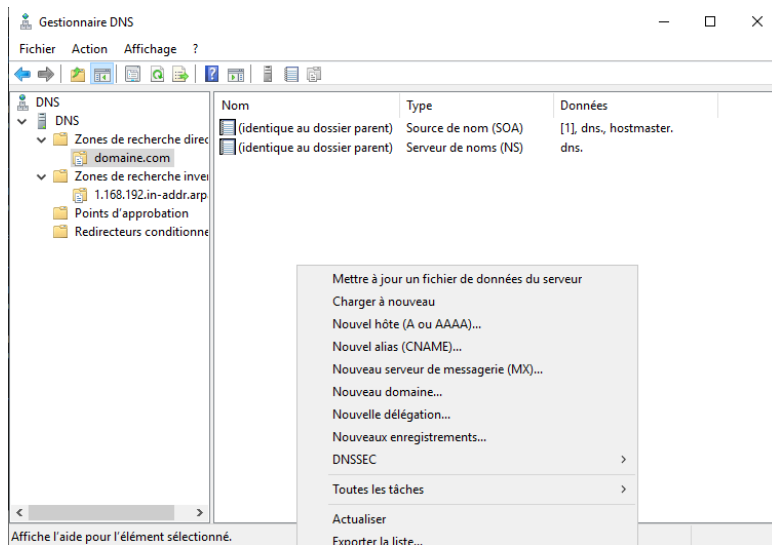 Gestionnaire DNS
Fichier Action Affichage ?
DNS
DNS
Zones de recherche direc
domaine.com
Zones de recherche inver
1.168.192.in-addr.arp
Points d'approbation
Redirecteurs conditionne
Nom Type Données
(identique au dossier parent) Source de nom (SOA) [1], dns., hostmaster.
(identique au dossier parent) Serveur de noms (NS) dns.
Mettre à jour un fichier de données du serveur
Charger à nouveau
Nouvel hôte (A ou AAAA)...
Nouvel alias (CNAME)...
Nouveau serveur de messagerie (MX)...
Nouveau domaine...
Nouvelle délégation...
Nouveaux enregistrements...
DNSSEC
Toutes les tâches
Actualiser
Exporter la liste...
Affiche l'aide pour l'élément sélectionné.